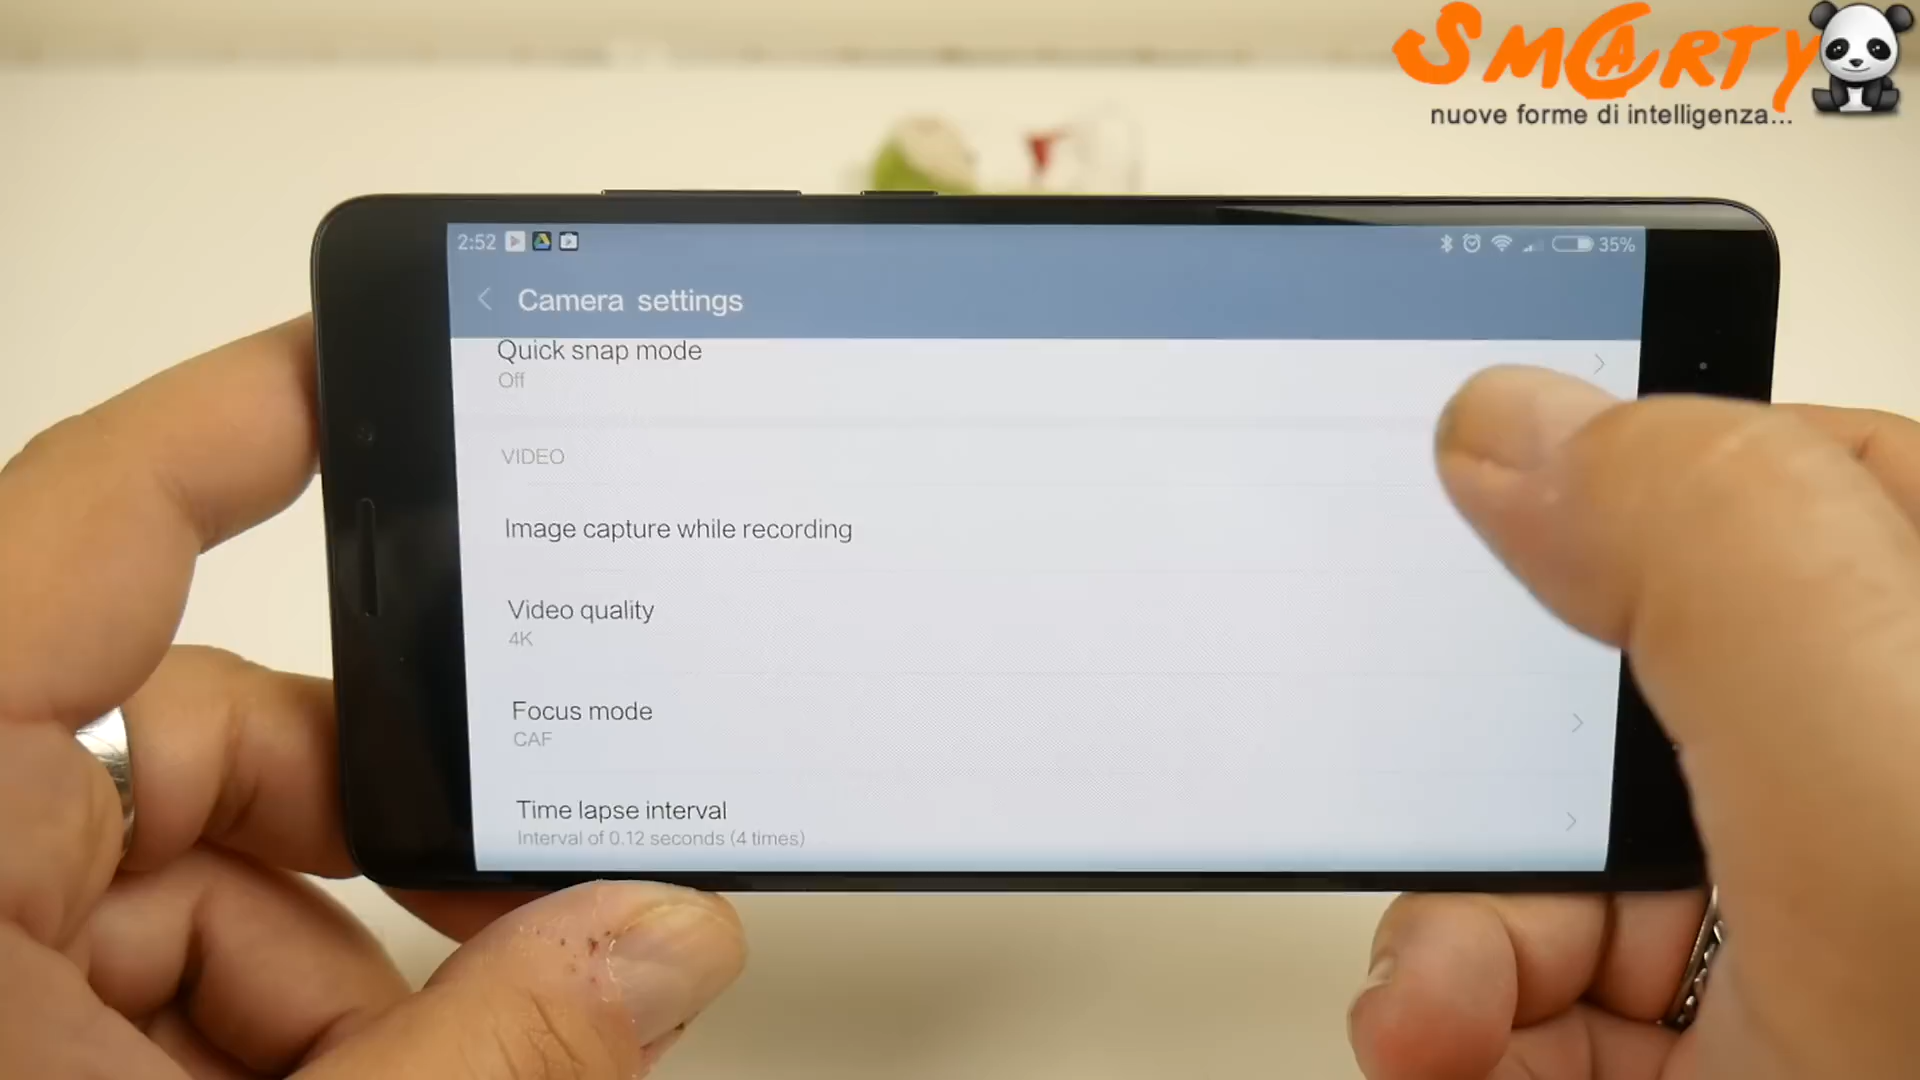 SMARTY
nuove forme di intelligenza...
2:52
35%
Camera settings
Quick snap mode
Off
VIDEO
Image capture while recording
Video quality
4K
Focus mode
CAF
Time lapse interval
Interval of 0.12 seconds (4 times)